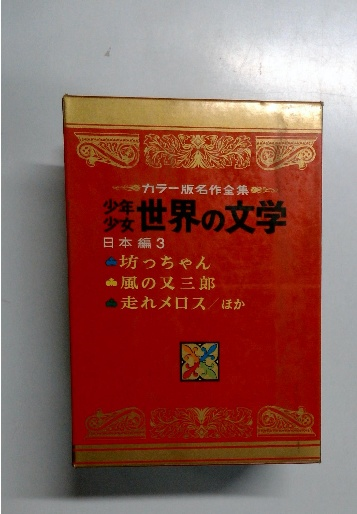 カラー版名作全集
少年少女 世界の文学
日本編3
坊っちゃん
風の又三郎
走れメロス/ほか